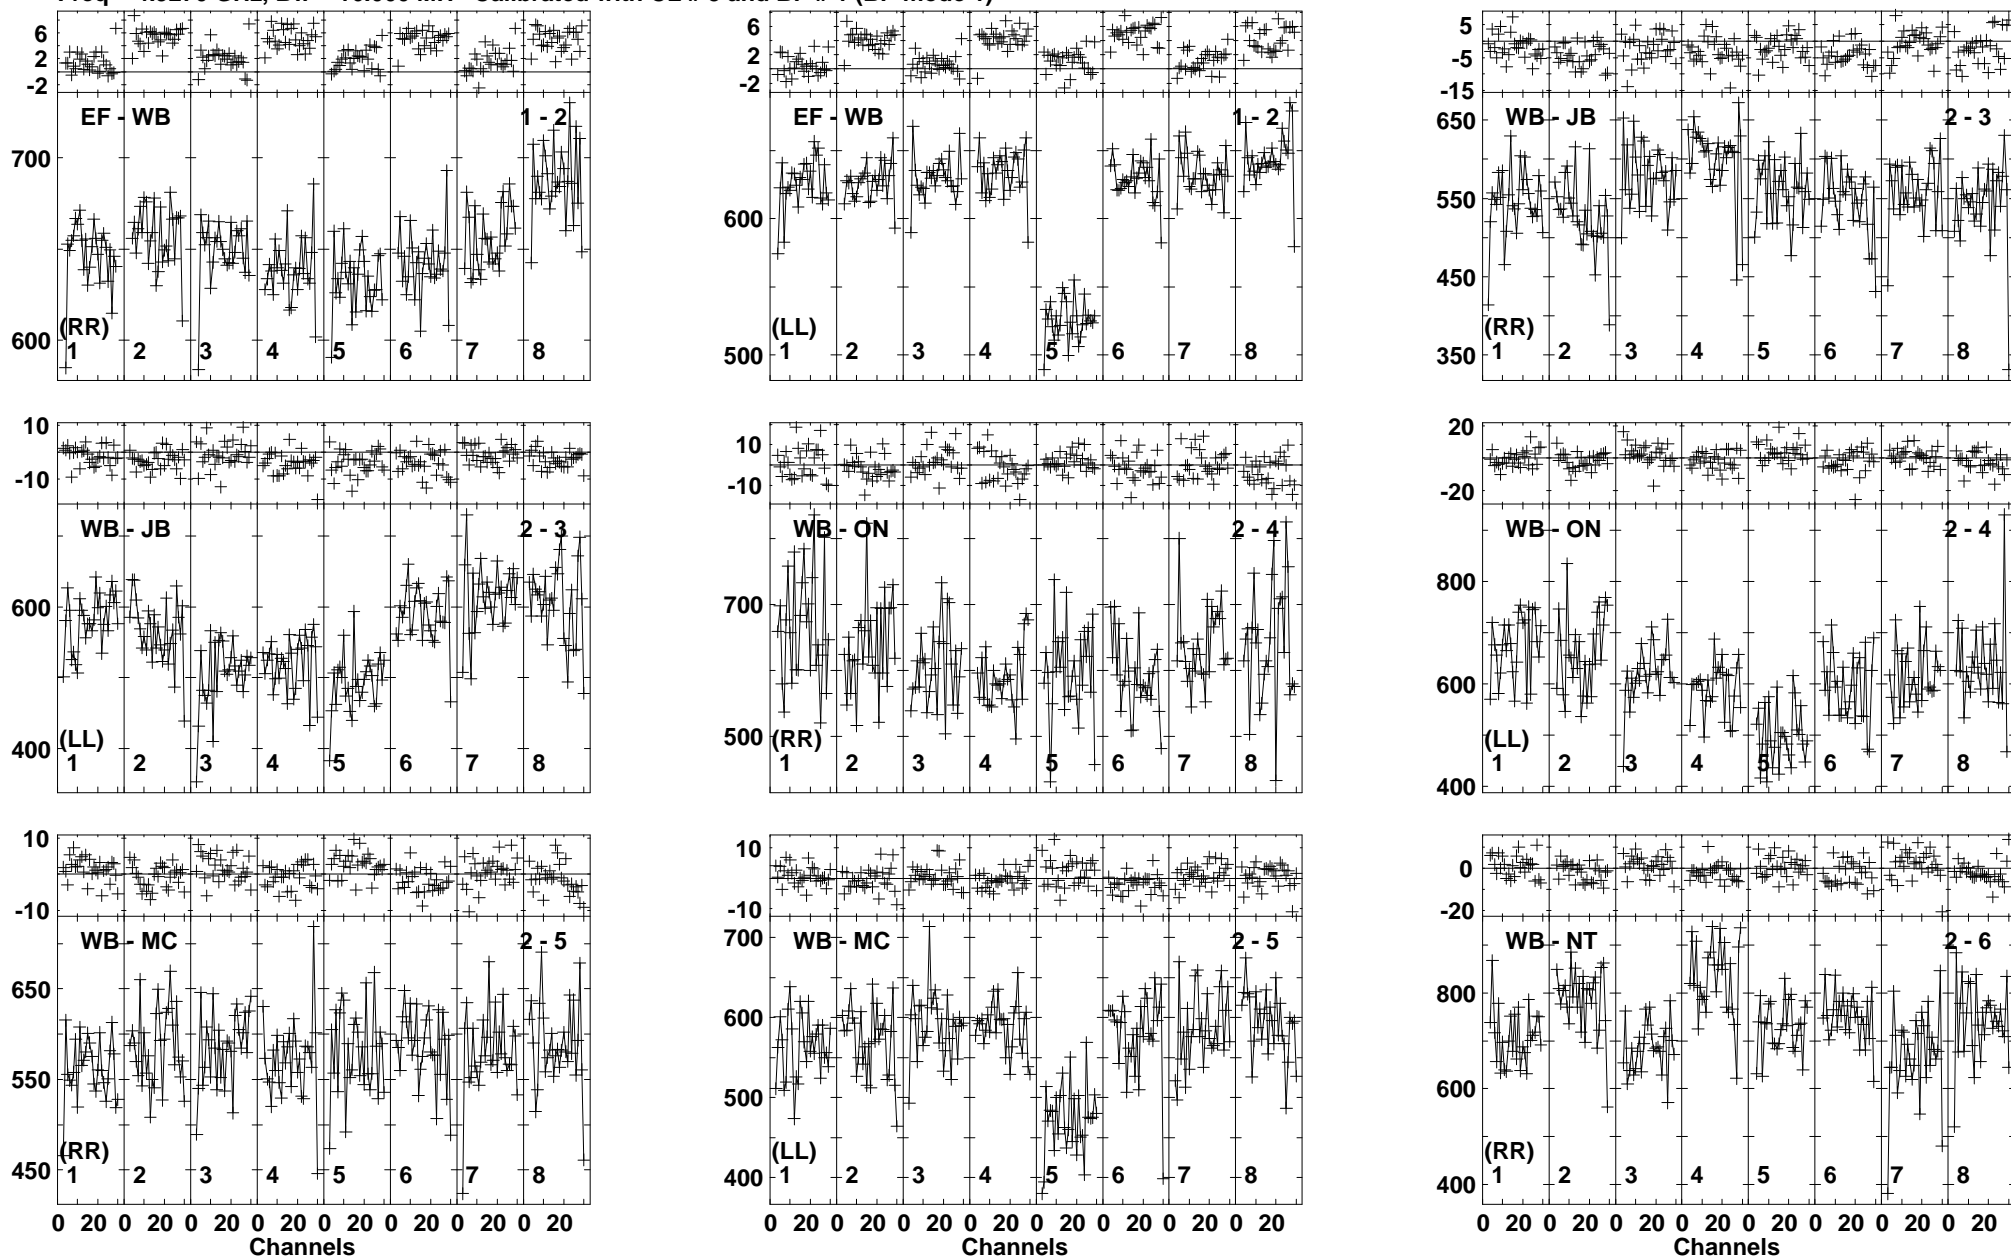 6 2 -2
EF - WB 1 - 2
700 600
(RR)
1 2 3 4 5 6 7 8
6 2 -2
EF - WB 1 - 2
600 500
(LL)
1 2 3 4 5 6 7 8
5 -5 -15
WB - JB 2 - 3
650 550 450 350
(RR)
1 2 3 4 5 6 7 8
10 -10
WB - JB 2 - 3
600 400
(LL)
1 2 3 4 5 6 7 8
10 -10
WB - ON 2 - 4
700 500
(RR)
1 2 3 4 5 6 7 8
20 -20
WB - ON 2 - 4
800 600 400
(LL)
1 2 3 4 5 6 7 8
10 -10
WB - MC 2 - 5
650 550 450
(RR)
1 2 3 4 5 6 7 8
0 20 0 20 0 20 0 20 0 20 0 20 0 20 0 20
Channels
10 -10
WB - MC 2 - 5
700 600 500 400
(LL)
1 2 3 4 5 6 7 8
0 20 0 20 0 20 0 20 0 20 0 20 0 20 0 20
Channels
0 -20
WB - NT 2 - 6
800 600 400
(RR)
1 2 3 4 5 6 7 8
0 20 0 20 0 20 0 20 0 20 0 20 0 20 0 20
Channels